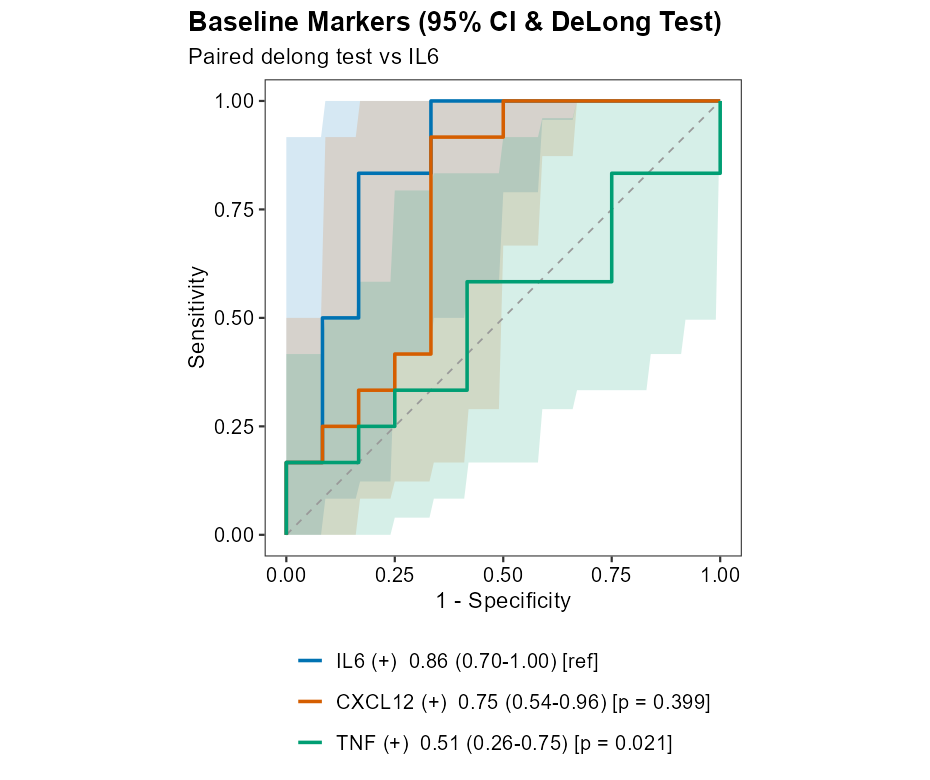 Baseline Markers (95% CI & DeLong Test)
Paired delong test vs IL6
1.00
0.75
0.50
0.25
0.00
Sensitivity
0.00 0.25 0.50 0.75 1.00
1 - Specificity
IL6 (+)  0.86 (0.70-1.00) [ref]
CXCL12 (+)  0.75 (0.54-0.96) [p = 0.399]
TNF (+)  0.51 (0.26-0.75) [p = 0.021]